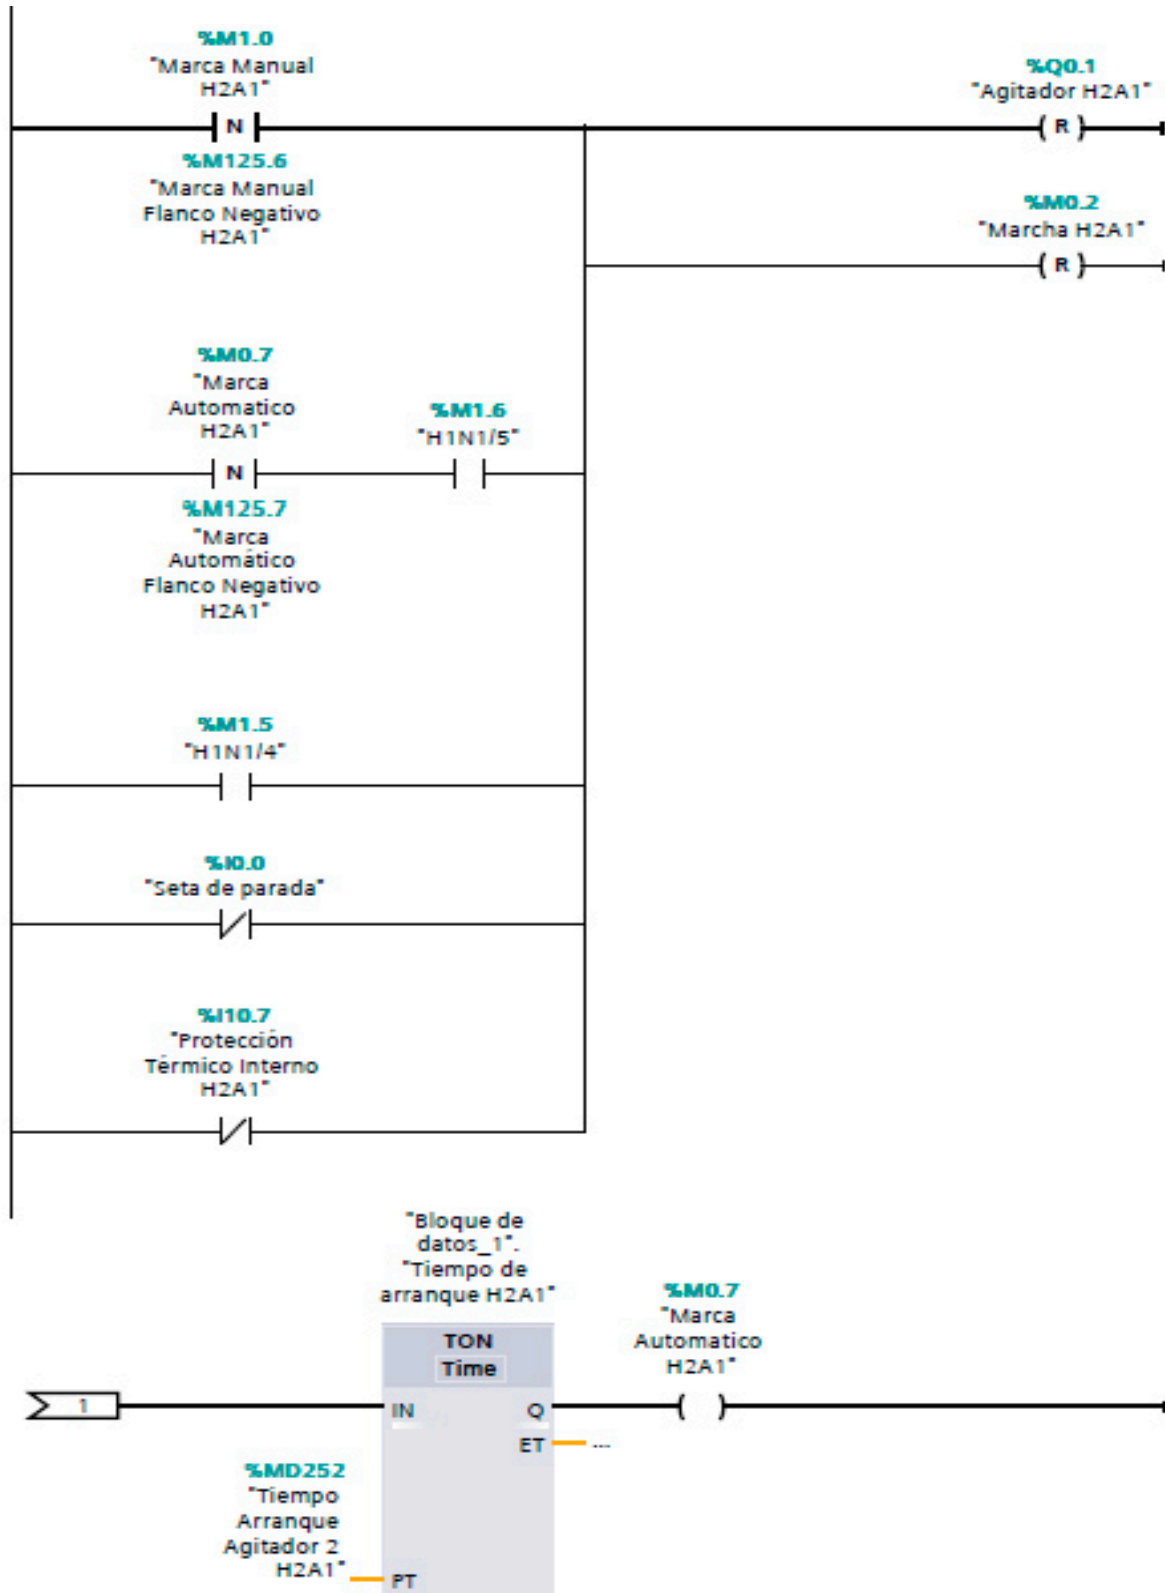 %M1.0
"Marca Manual
H2A1"
N
%M125.6
"Marca Manual
Flanco Negativo
H2A1"
%Q0.1
"Agitador H2A1"
R
%M0.2
"Marcha H2A1"
R
%M0.7
"Marca
Automatico
H2A1"
N
%M125.7
"Marca
Automático
Flanco Negativo
H2A1"
%M1.6
"H1N1/5"
%M1.5
"H1N1/4"
%I0.0
"Seta de parada"
%I10.7
"Protección
Térmico Interno
H2A1"
"Bloque de
datos_1".
"Tiempo de
arranque H2A1"
TON
Time
1
IN
Q
ET
...
%M0.7
"Marca
Automatico
H2A1"
%MD252
"Tiempo
Arranque
Agitador 2
H2A1"
PT